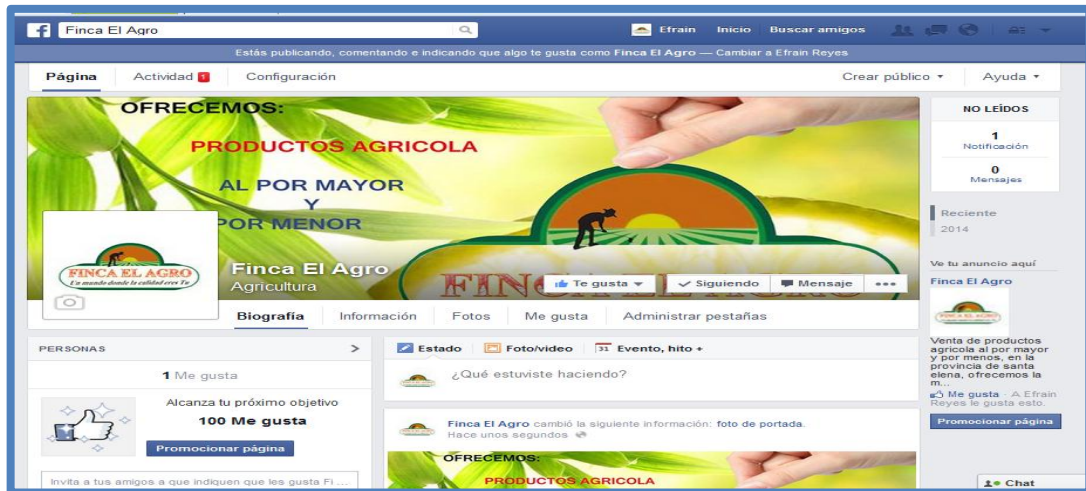 Finca El Agro
Efrain Inicio Buscar amigos
Estás publicando, comentando e indicando que algo te gusta como Finca El Agro — Cambiar a Efrain Reyes
Página Actividad 1 Configuración Crear público Ayuda
OFRECEMOS:
PRODUCTOS AGRICOLA
AL POR MAYOR
Y
POR MENOR
FINCA EL AGRO
Un mundo donde la calidad eres Tu
Finca El Agro
Agricultura
FINCA EL AGRO
Te gusta Siguiendo Mensaje
Biografía Información Fotos Me gusta Administrar pestañas
PERSONAS
1 Me gusta
Alcanza tu próximo objetivo
100 Me gusta
Promocionar página
Invita a tus amigos a que indiquen que les gusta Fi ...
Estado Foto/video 31 Evento, hito +
¿Qué estuviste haciendo?
Finca El Agro cambió la siguiente información: foto de portada.
Hace unos segundos
OFRECEMOS:
PRODUCTOS AGRICOLA
NO LEÍDOS
1
Notificación
0
Mensajes
Reciente
2014
Ve tu anuncio aquí
Finca El Agro
FINCA EL AGRO
Venta de productos
agricola al por mayor
y por menos, en la
provincia de santa
elena, ofrecemos la
m...
Me gusta · A Efrain
Reyes le gusta esto.
Promocionar página
Chat